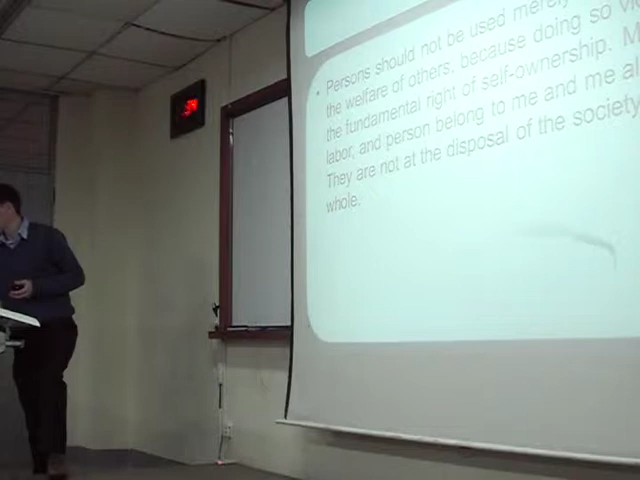 • Persons should not be used merely
the welfare of others, because doing so
the fundamental right of self-ownership.
labor, and person belong to me and me
They are not at the disposal of the society
whole.